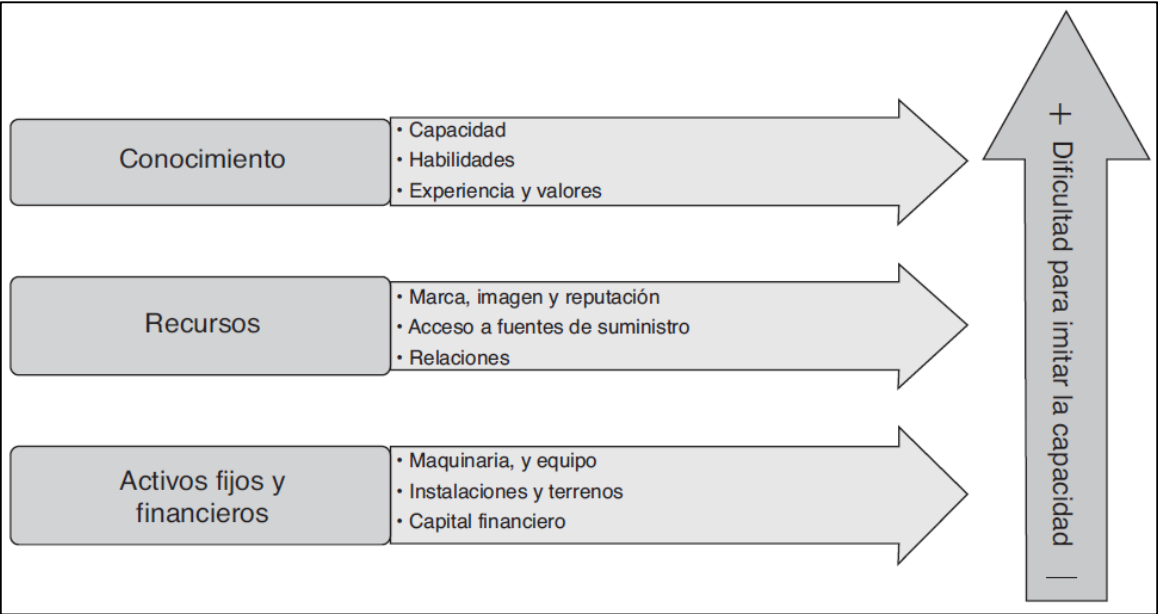 Conocimiento
• Capacidad
• Habilidades
• Experiencia y valores
Recursos
• Marca, imagen y reputación
• Acceso a fuentes de suministro
• Relaciones
Activos fijos y
financieros
• Maquinaria, y equipo
• Instalaciones y terrenos
• Capital financiero
+ Dificultad para imitar la capacidad —